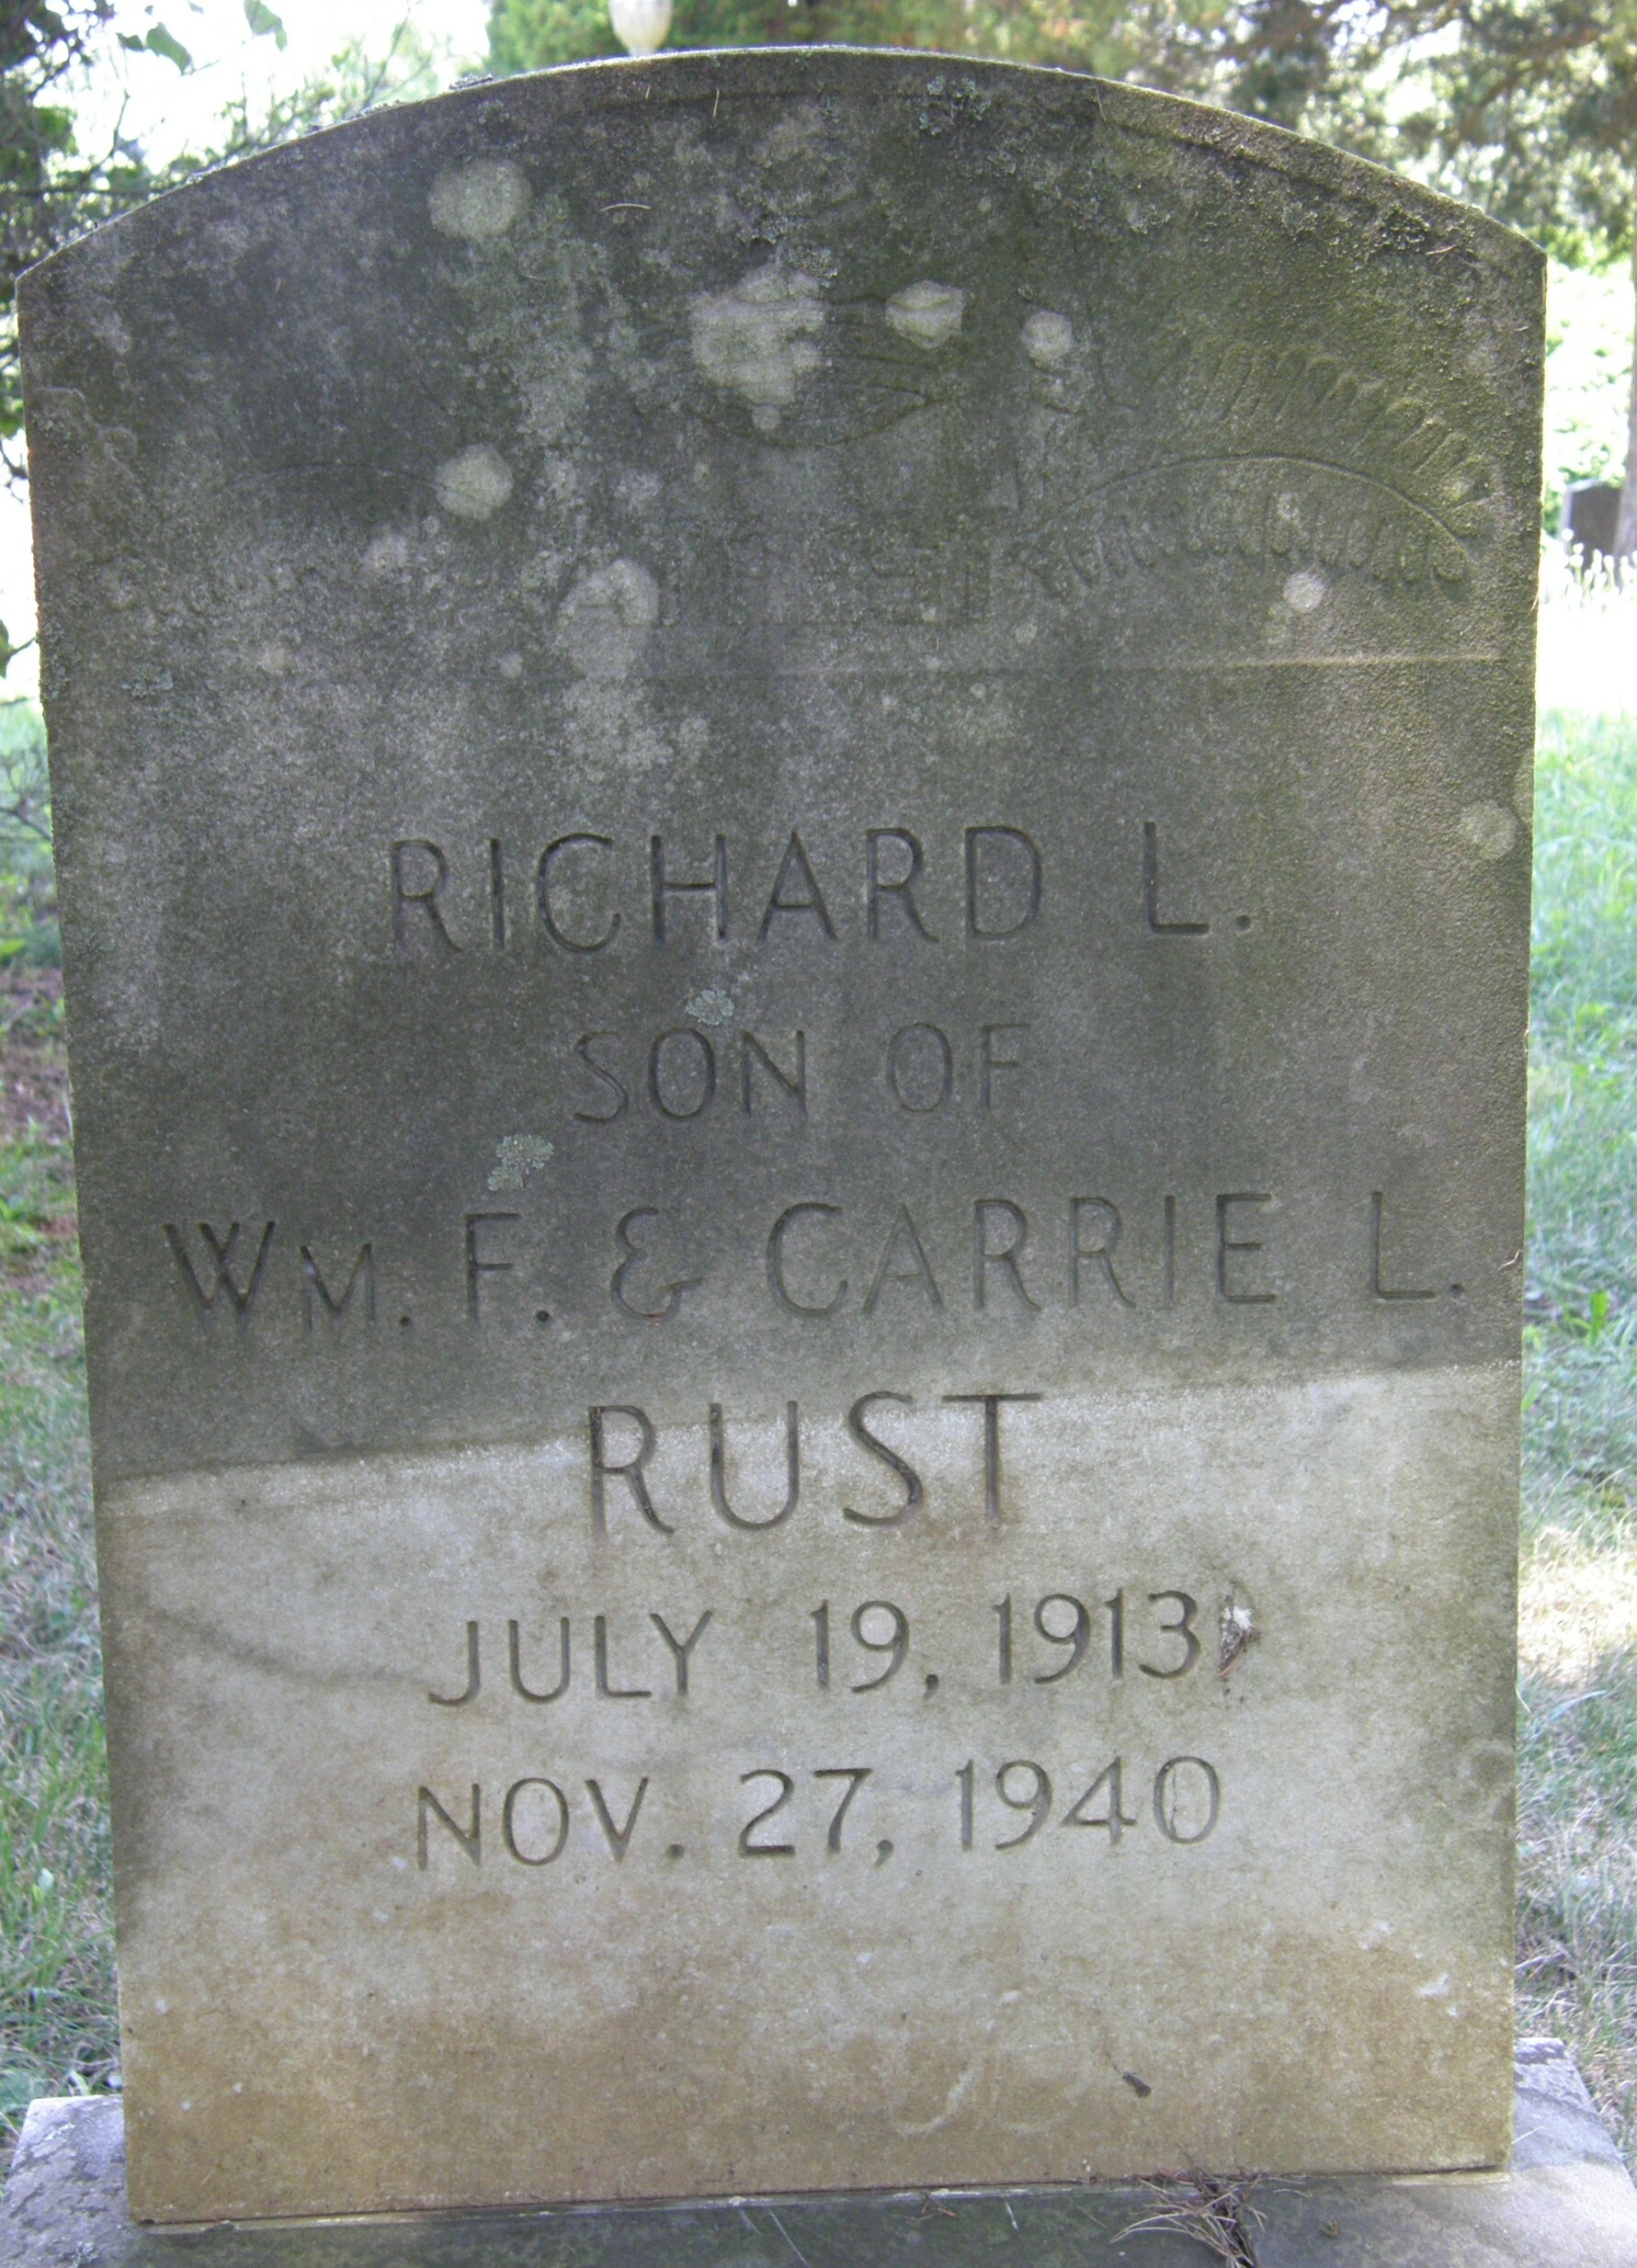 RICHARD L.
SON OF
WM. F. & CARRIE L.
RUST
JULY 19, 1913
NOV. 27, 1940